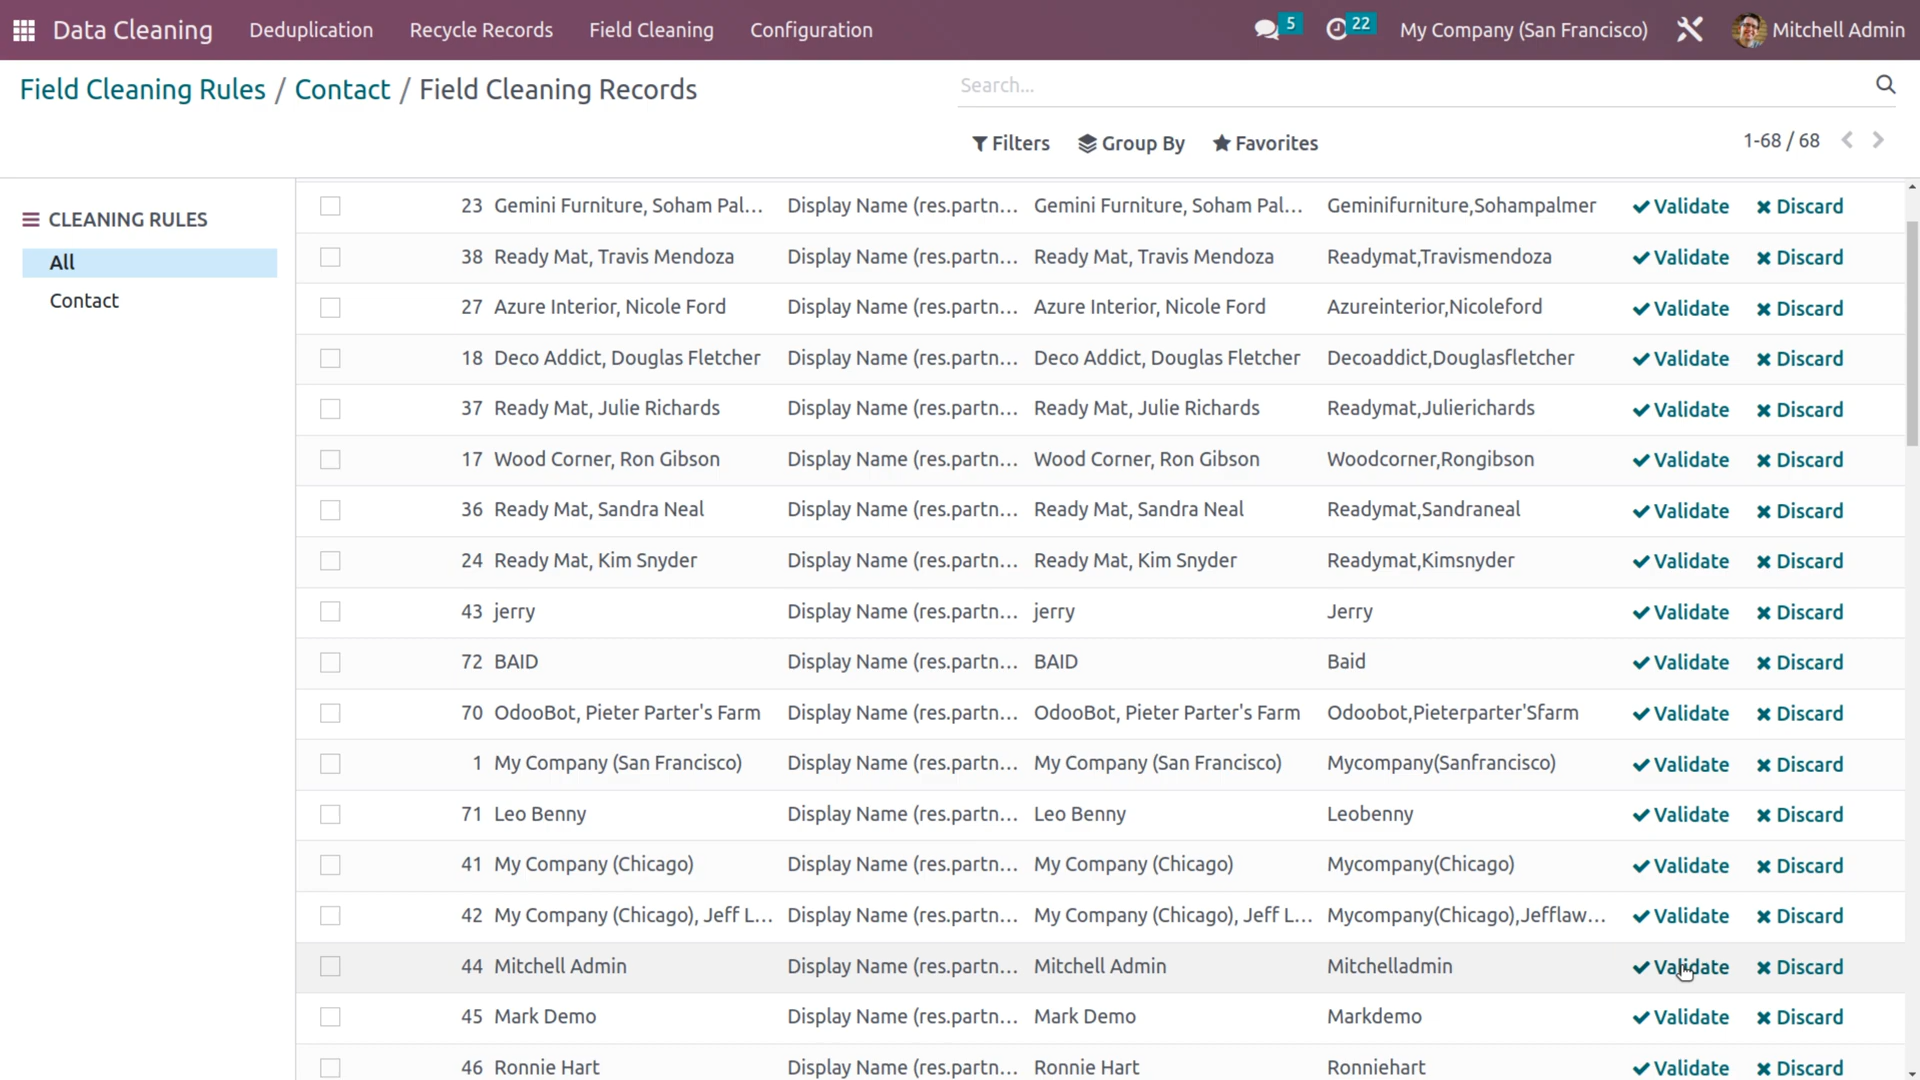 Data Cleaning Deduplication Recycle Records Field Cleaning Configuration 5 22 My Company (San Francisco) Mitchell Admin
Field Cleaning Rules / Contact / Field Cleaning Records Search...
Filters Group By Favorites 1-68 / 68
CLEANING RULES
All
Contact
23 Gemini Furniture, Soham Pal... Display Name (res.partn... Gemini Furniture, Soham Pal... Geminifurniture,Sohampalmer Validate Discard
38 Ready Mat, Travis Mendoza Display Name (res.partn... Ready Mat, Travis Mendoza Readymat,Travismendoza Validate Discard
27 Azure Interior, Nicole Ford Display Name (res.partn... Azure Interior, Nicole Ford Azureinterior,Nicoleford Validate Discard
18 Deco Addict, Douglas Fletcher Display Name (res.partn... Deco Addict, Douglas Fletcher Decoaddict,Douglasfletcher Validate Discard
37 Ready Mat, Julie Richards Display Name (res.partn... Ready Mat, Julie Richards Readymat,Julierichards Validate Discard
17 Wood Corner, Ron Gibson Display Name (res.partn... Wood Corner, Ron Gibson Woodcorner,Rongibson Validate Discard
36 Ready Mat, Sandra Neal Display Name (res.partn... Ready Mat, Sandra Neal Readymat,Sandraneal Validate Discard
24 Ready Mat, Kim Snyder Display Name (res.partn... Ready Mat, Kim Snyder Readymat,Kimsnyder Validate Discard
43 jerry Display Name (res.partn... jerry Jerry Validate Discard
72 BAID Display Name (res.partn... BAID Baid Validate Discard
70 OdooBot, Pieter Parter's Farm Display Name (res.partn... OdooBot, Pieter Parter's Farm Odoobot,Pieterparter'Sfarm Validate Discard
1 My Company (San Francisco) Display Name (res.partn... My Company (San Francisco) Mycompany(Sanfrancisco) Validate Discard
71 Leo Benny Display Name (res.partn... Leo Benny Leobenny Validate Discard
41 My Company (Chicago) Display Name (res.partn... My Company (Chicago) Mycompany(Chicago) Validate Discard
42 My Company (Chicago), Jeff L... Display Name (res.partn... My Company (Chicago), Jeff L... Mycompany(Chicago),Jefflaw... Validate Discard
44 Mitchell Admin Display Name (res.partn... Mitchell Admin Mitchelladmin Validate Discard
45 Mark Demo Display Name (res.partn... Mark Demo Markdemo Validate Discard
46 Ronnie Hart Display Name (res.partn... Ronnie Hart Ronniehart Validate Discard